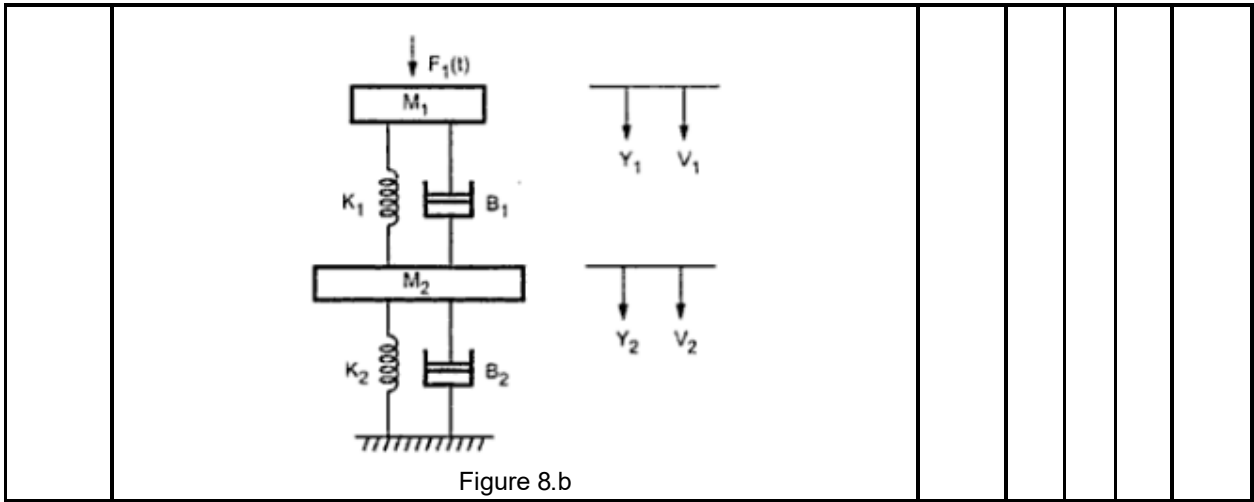 F₁(t)
M₁
Y₁ V₁
K₁ B₁
M₂
Y₂ V₂
K₂ B₂
Figure 8.b